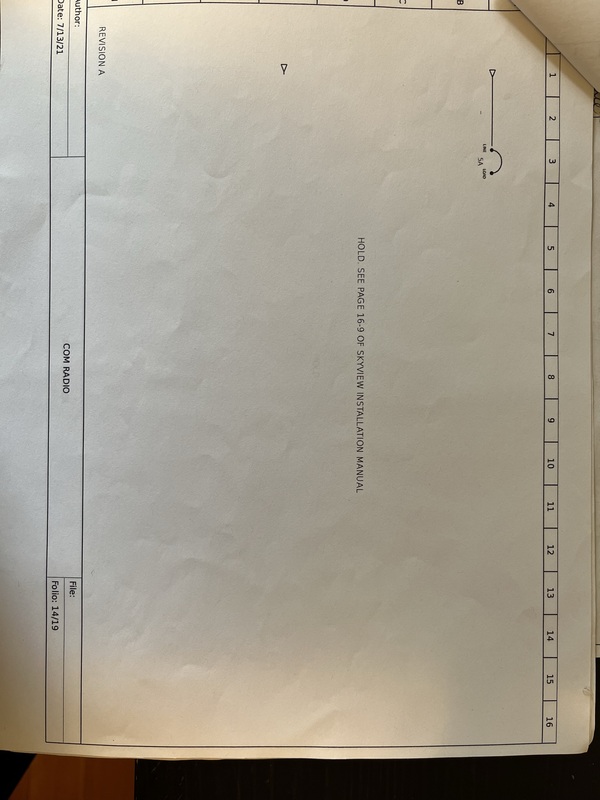 B
C
1
2
3
4
5
6
7
8
9
10
11
12
13
14
15
16
LINE
LOAD
5A
HOLD. SEE PAGE 16-9 OF SKYVIEW INSTALLATION MANUAL
REVISION A
uthor:
Date: 7/13/21
COM RADIO
File:
Folio: 14/19